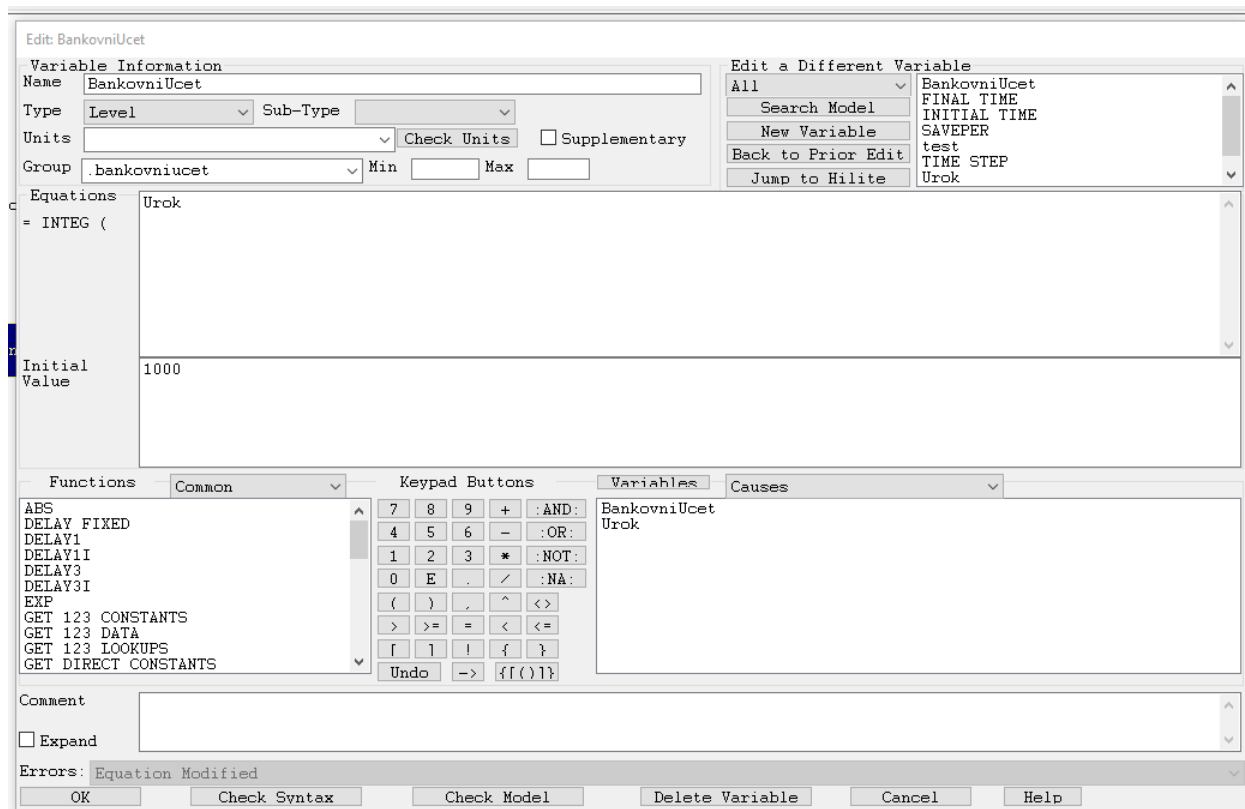 Edit: BankovniUcet
Variable Information
Name BankovniUcet
Type Level Sub-Type
Units Check Units Supplementary
Group .bankovniucet Min Max
Edit a Different Variable
All
Search Model
New Variable
Back to Prior Edit
Jump to Hilite
BankovniUcet
FINAL TIME
INITIAL TIME
SAVEPER
test
TIME STEP
Urok
Equations
= INTEG (
Urok
Initial
Value
1000
Functions Common
ABS
DELAY FIXED
DELAY1
DELAY1I
DELAY3
DELAY3I
EXP
GET 123 CONSTANTS
GET 123 DATA
GET 123 LOOKUPS
GET DIRECT CONSTANTS
Keypad Buttons
7 8 9 + :AND:
4 5 6 - :OR:
1 2 3 * :NOT:
0 E . / :NA:
( ) , ^ <>
> >= = < <=
[ ] ! { }
Undo -> {[()]}
Variables Causes
BankovniUcet
Urok
Comment
Expand
Errors: Equation Modified
OK Check Syntax Check Model Delete Variable Cancel Help